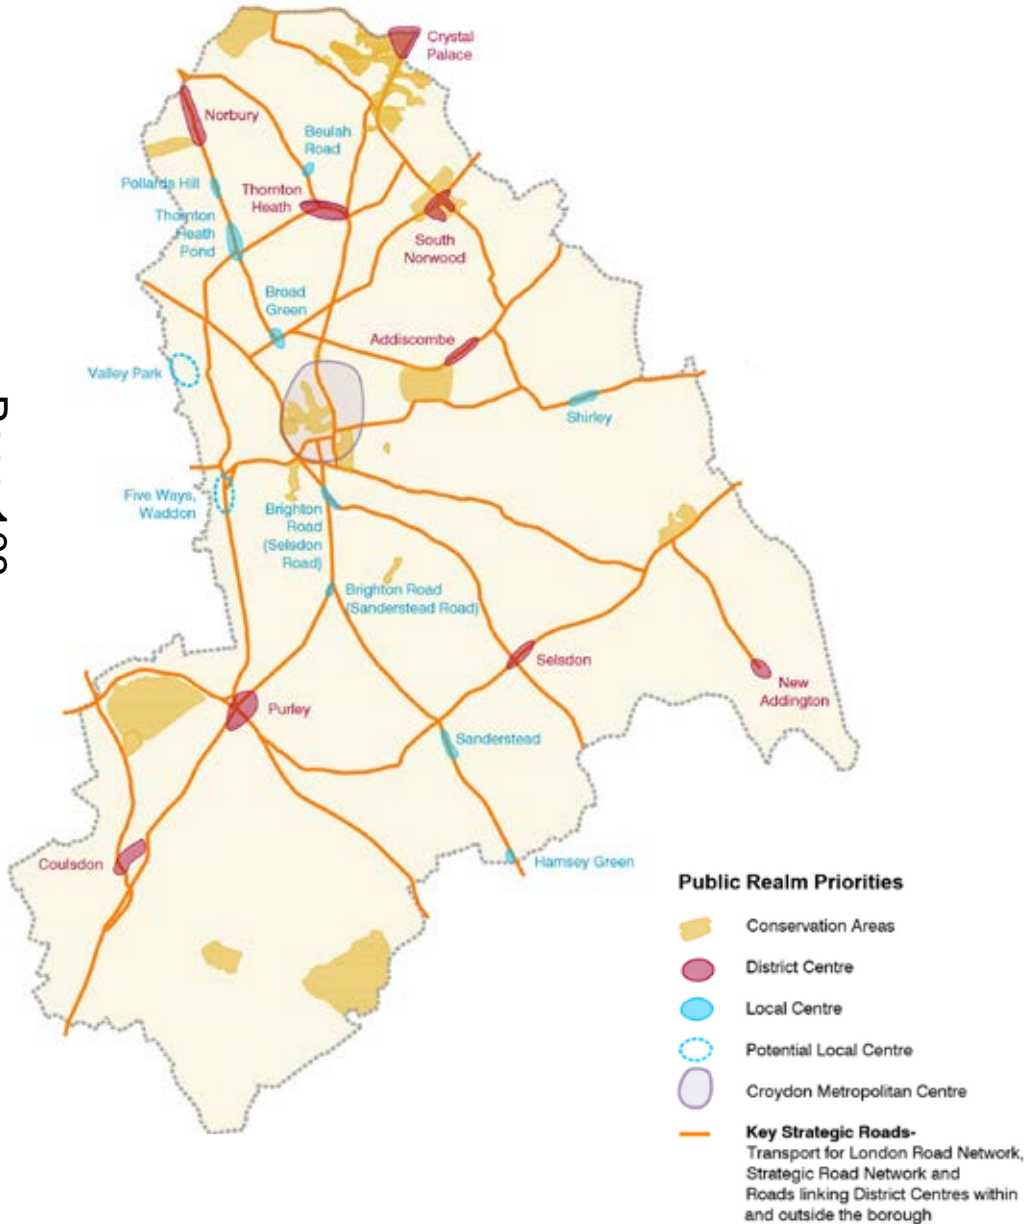 Crystal
Palace
Norbury
Beulah
Road
Pollards Hill
Thornton
Heath
Thornton
Heath
Pond
South
Norwood
Broad
Green
Addiscombe
Valley Park
Shirley
Five Ways,
Waddon
Brighton
Road
(Selsdon
Road)
Brighton Road
(Sanderstead Road)
Selsdon
New
Addington
Purley
Sanderstead
Coulsdon
Hamsey Green
Public Realm Priorities
Conservation Areas
District Centre
Local Centre
Potential Local Centre
Croydon Metropolitan Centre
Key Strategic Roads-
Transport for London Road Network,
Strategic Road Network and
Roads linking District Centres within
and outside the borough